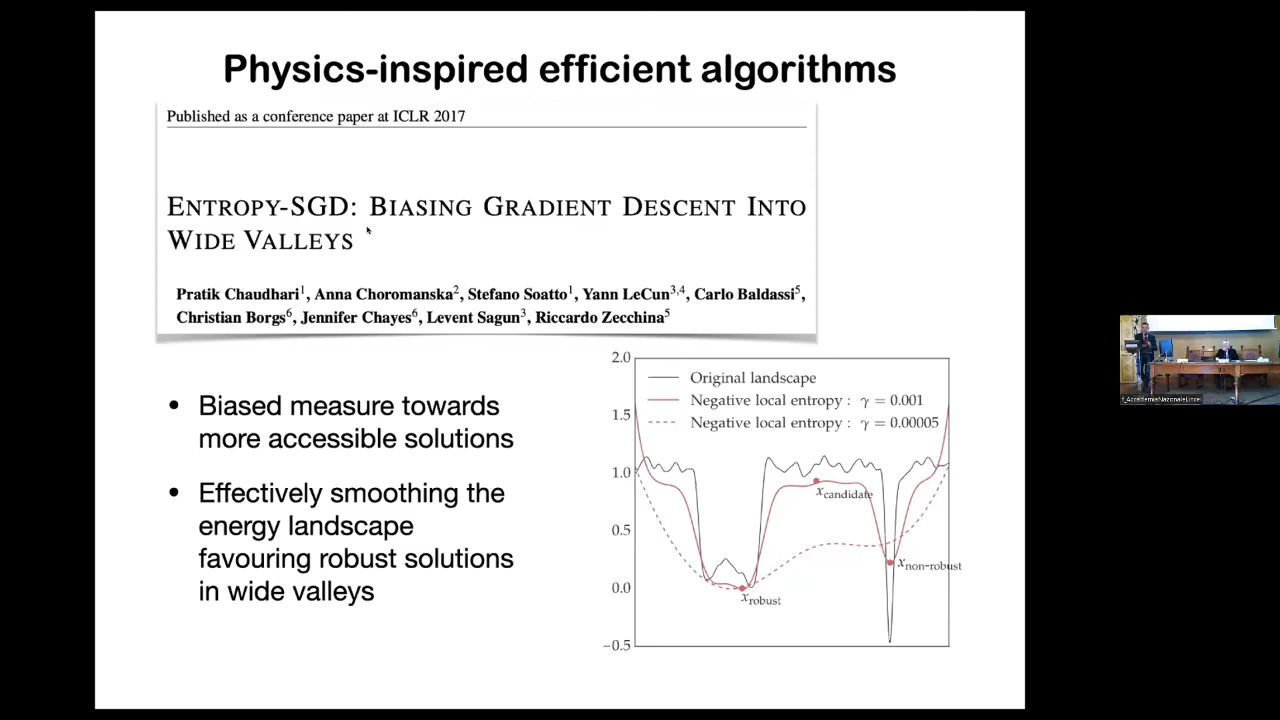 Physics-inspired efficient algorithms
Published as a conference paper at ICLR 2017
ENTROPY-SGD: BIASING GRADIENT DESCENT INTO
WIDE VALLEYS
Pratik Chaudhari1, Anna Choromanska2, Stefano Soatto1, Yann LeCun3,4, Carlo Baldassi5,
Christian Borgs6, Jennifer Chayes6, Levent Sagun3, Riccardo Zecchina5
• Biased measure towards
more accessible solutions
• Effectively smoothing the
energy landscape
favouring robust solutions
in wide valleys
2.0
1.5
1.0
0.5
0.0
−0.5
Original landscape
Negative local entropy : γ = 0.001
Negative local entropy : γ = 0.00005
xcandidate
xnon-robust
xrobust
f_AccademiaNazionaleLincei